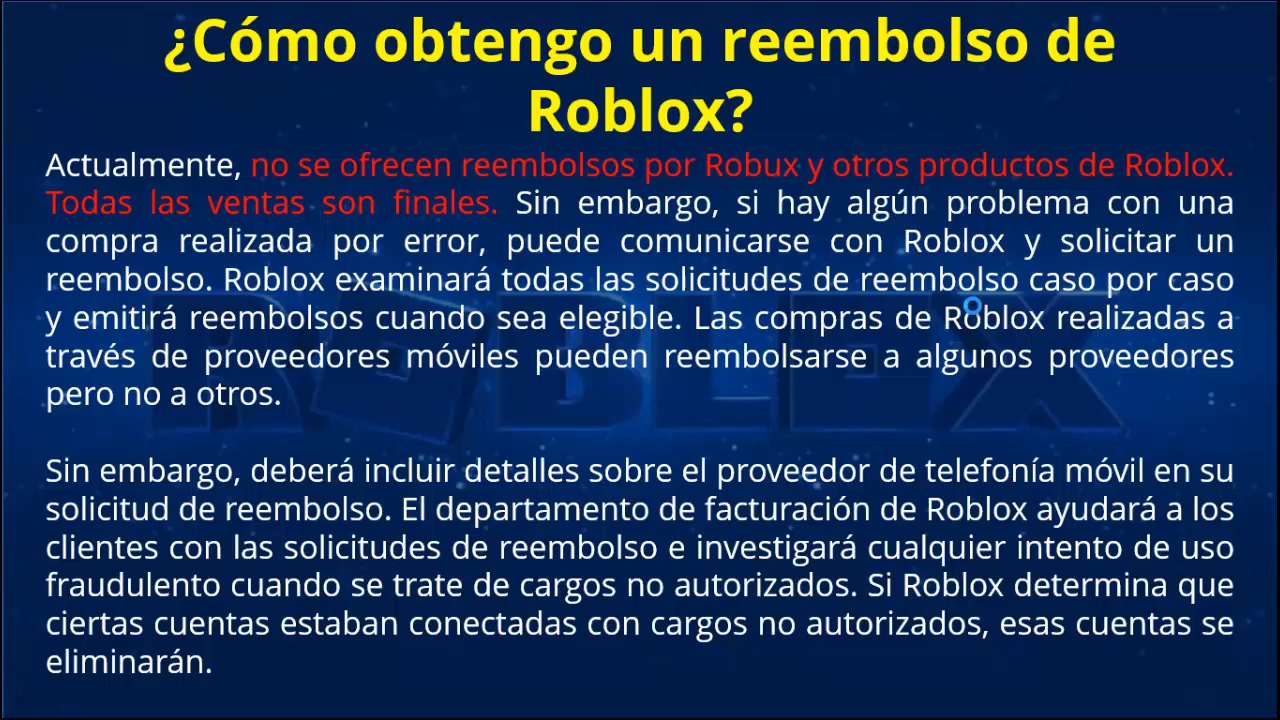 ¿Cómo obtengo un reembolso de
Roblox?
Actualmente, no se ofrecen reembolsos por Robux y otros productos de Roblox.
Todas las ventas son finales. Sin embargo, si hay algún problema con una
compra realizada por error, puede comunicarse con Roblox y solicitar un
reembolso. Roblox examinará todas las solicitudes de reembolso caso por caso
y emitirá reembolsos cuando sea elegible. Las compras de Roblox realizadas a
través de proveedores móviles pueden reembolsarse a algunos proveedores
pero no a otros.
Sin embargo, deberá incluir detalles sobre el proveedor de telefonía móvil en su
solicitud de reembolso. El departamento de facturación de Roblox ayudará a los
clientes con las solicitudes de reembolso e investigará cualquier intento de uso
fraudulento cuando se trate de cargos no autorizados. Si Roblox determina que
ciertas cuentas estaban conectadas con cargos no autorizados, esas cuentas se
eliminarán.
ROBLOX